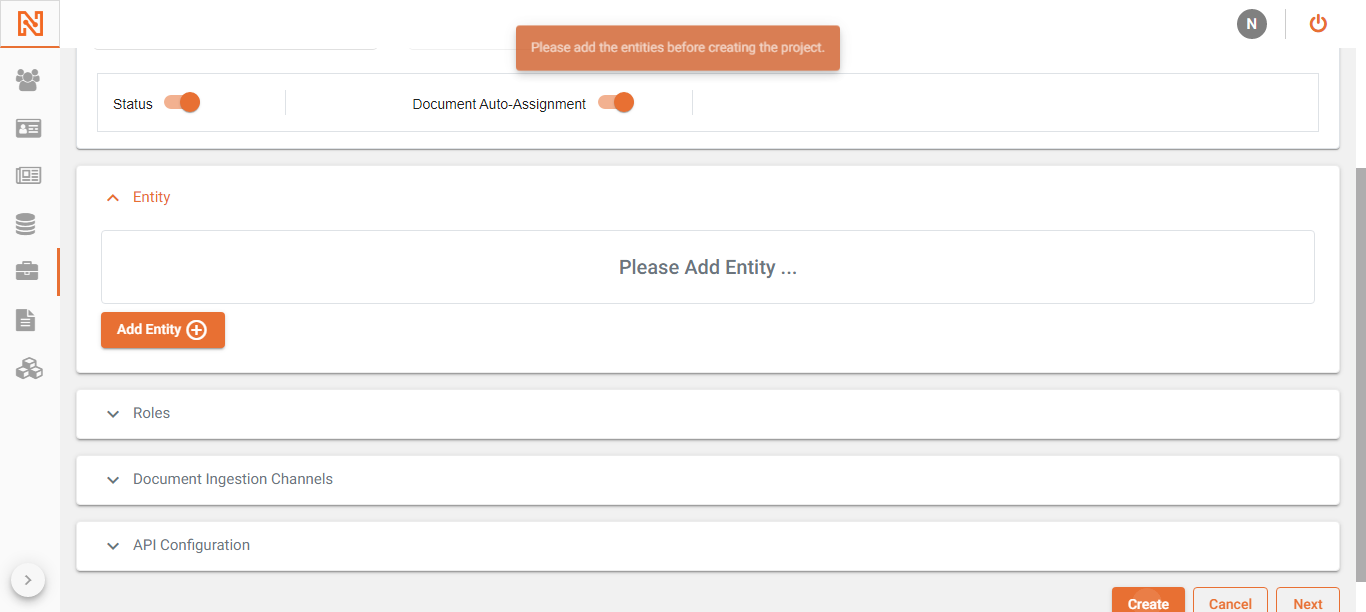 N
Please add the entities before creating the project.
Status
Document Auto-Assignment
Entity
Please Add Entity ...
Add Entity
Roles
Document Ingestion Channels
API Configuration
Create
Cancel
Next